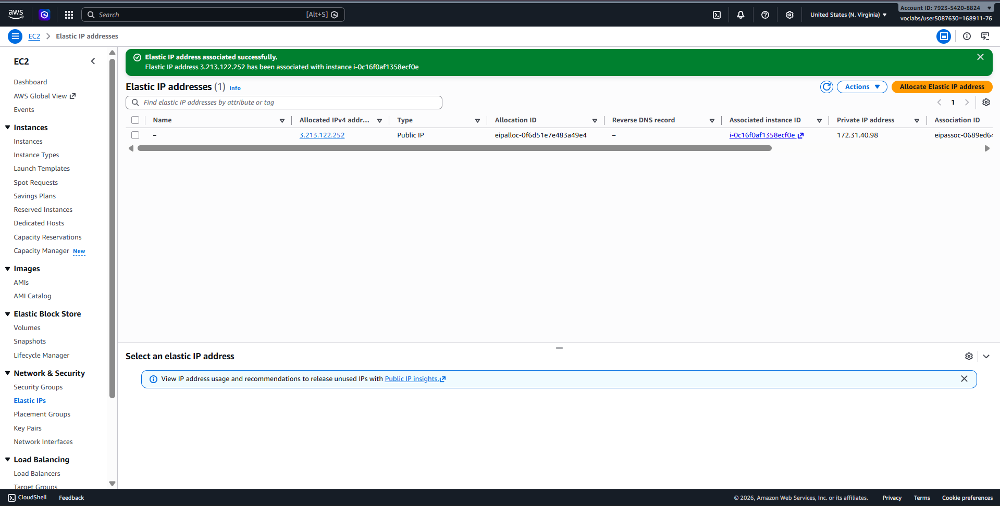 aws
Search
[Alt+S]
United States (N. Virginia)
Account ID: 7923-5420-8824
voclabs/user5087630=168911-76
EC2
Elastic IP addresses
EC2
Dashboard
AWS Global View
Events
Instances
Instances
Instance Types
Launch Templates
Spot Requests
Savings Plans
Reserved Instances
Dedicated Hosts
Capacity Reservations
Capacity Manager New
Images
AMIs
AMI Catalog
Elastic Block Store
Volumes
Snapshots
Lifecycle Manager
Network & Security
Security Groups
Elastic IPs
Placement Groups
Key Pairs
Network Interfaces
Load Balancing
Load Balancers
Target Groups
Elastic IP address associated successfully.
Elastic IP address 3.213.122.252 has been associated with instance i-0c16f0af1358ecf0e
Elastic IP addresses (1) Info
Actions
Allocate Elastic IP address
Find elastic IP addresses by attribute or tag
1
Name Allocated IPv4 addr... Type Allocation ID Reverse DNS record Associated instance ID Private IP address Association ID
– 3.213.122.252 Public IP eipalloc-0f6d51e7e483a49e4 – i-0c16f0af1358ecf0e 172.31.40.98 eipassoc-0689ed64
Select an elastic IP address
View IP address usage and recommendations to release unused IPs with Public IP insights.
CloudShell
Feedback
© 2026, Amazon Web Services, Inc. or its affiliates.
Privacy
Terms
Cookie preferences